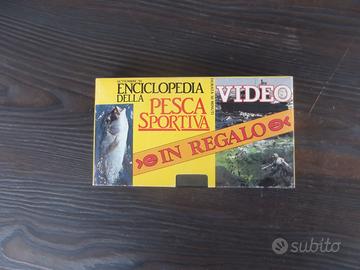 ENCICLOPEDIA
DELLA
PESCA
SPORTIVA
VIDEO
IN REGALO
subito